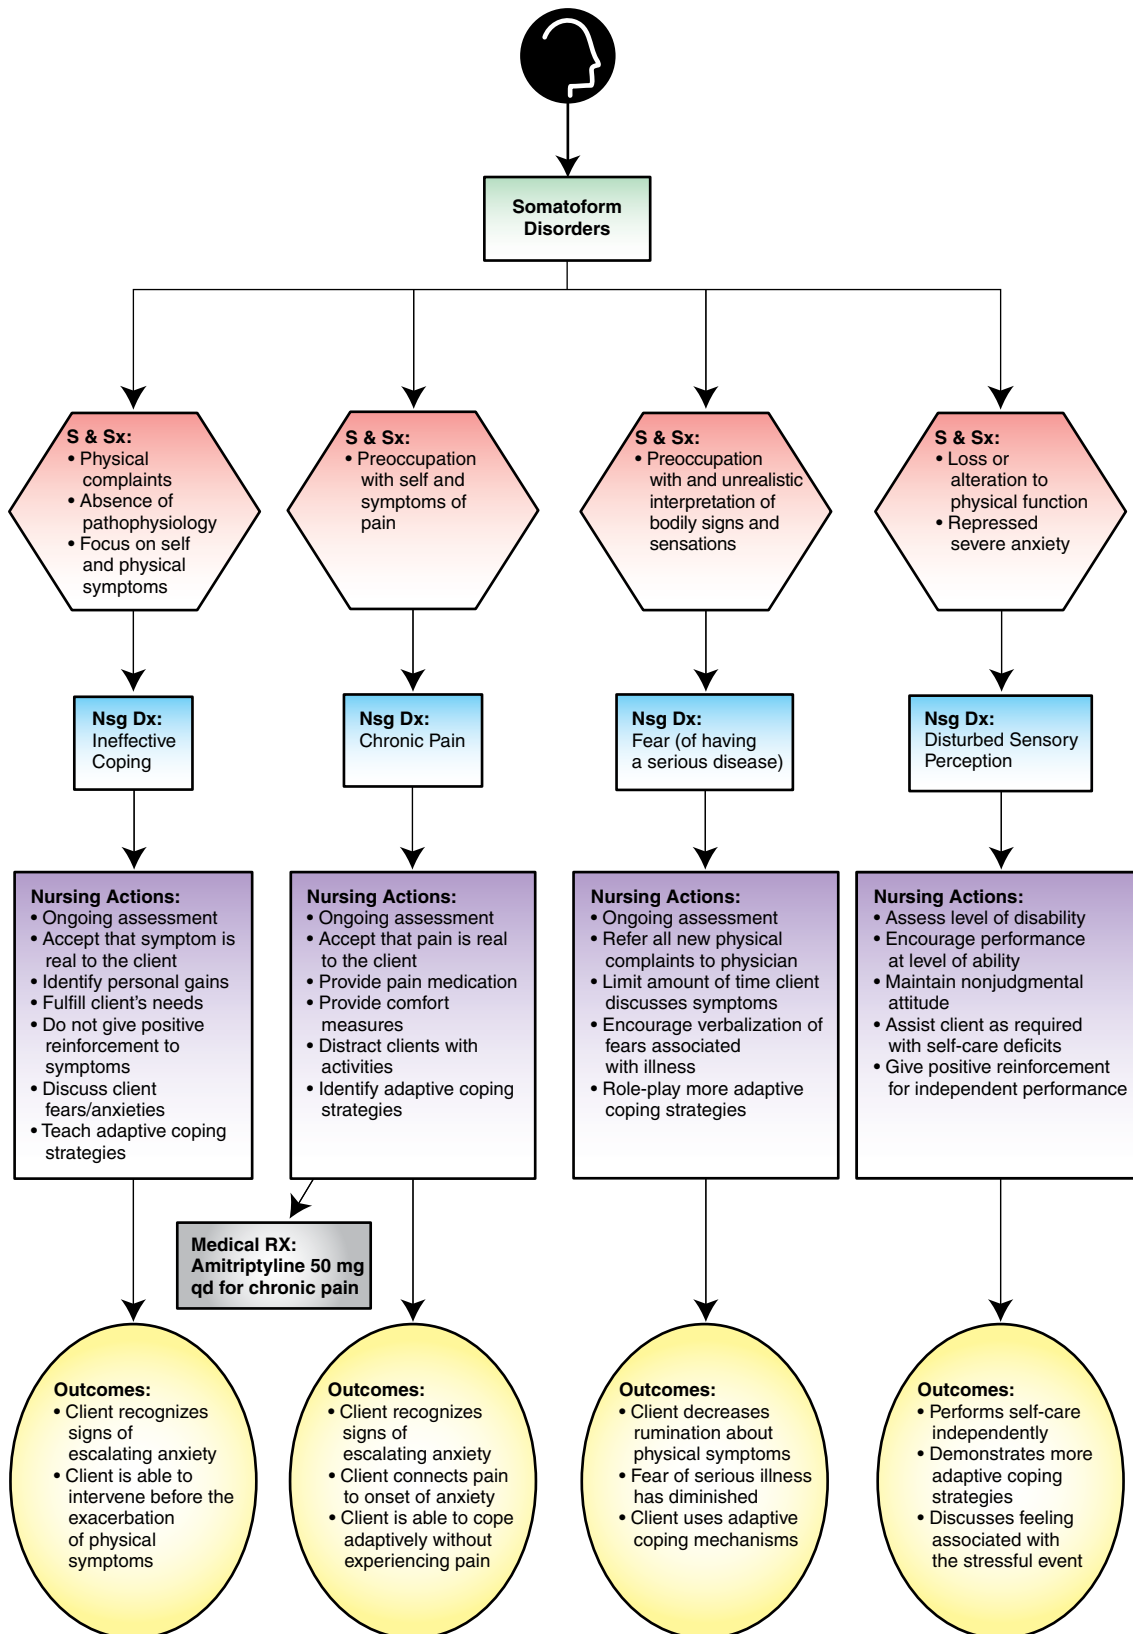 Somatoform
Disorders
S & Sx:
• Physical
complaints
• Absence of
pathophysiology
• Focus on self
and physical
symptoms
S & Sx:
• Preoccupation
with self and
symptoms of
pain
S & Sx:
• Preoccupation
with and unrealistic
interpretation of
bodily signs and
sensations
S & Sx:
• Loss or
alteration to
physical function
• Repressed
severe anxiety
Nsg Dx:
Ineffective
Coping
Nsg Dx:
Chronic Pain
Nsg Dx:
Fear (of having
a serious disease)
Nsg Dx:
Disturbed Sensory
Perception
Nursing Actions:
• Ongoing assessment
• Accept that symptom is
real to the client
• Identify personal gains
• Fulfill client's needs
• Do not give positive
reinforcement to
symptoms
• Discuss client
fears/anxieties
• Teach adaptive coping
strategies
Nursing Actions:
• Ongoing assessment
• Accept that pain is real
to the client
• Provide pain medication
• Provide comfort
measures
• Distract clients with
activities
• Identify adaptive coping
strategies
Nursing Actions:
• Ongoing assessment
• Refer all new physical
complaints to physician
• Limit amount of time client
discusses symptoms
• Encourage verbalization of
fears associated
with illness
• Role-play more adaptive
coping strategies
Nursing Actions:
• Assess level of disability
• Encourage performance
at level of ability
• Maintain nonjudgmental
attitude
• Assist client as required
with self-care deficits
• Give positive reinforcement
for independent performance
Medical RX:
Amitriptyline 50 mg
qd for chronic pain
Outcomes:
• Client recognizes
signs of
escalating anxiety
• Client is able to
intervene before the
exacerbation
of physical
symptoms
Outcomes:
• Client recognizes
signs of
escalating anxiety
• Client connects pain
to onset of anxiety
• Client is able to cope
adaptively without
experiencing pain
Outcomes:
• Client decreases
rumination about
physical symptoms
• Fear of serious illness
has diminished
• Client uses adaptive
coping mechanisms
Outcomes:
• Performs self-care
independently
• Demonstrates more
adaptive coping
strategies
• Discusses feeling
associated with
the stressful event